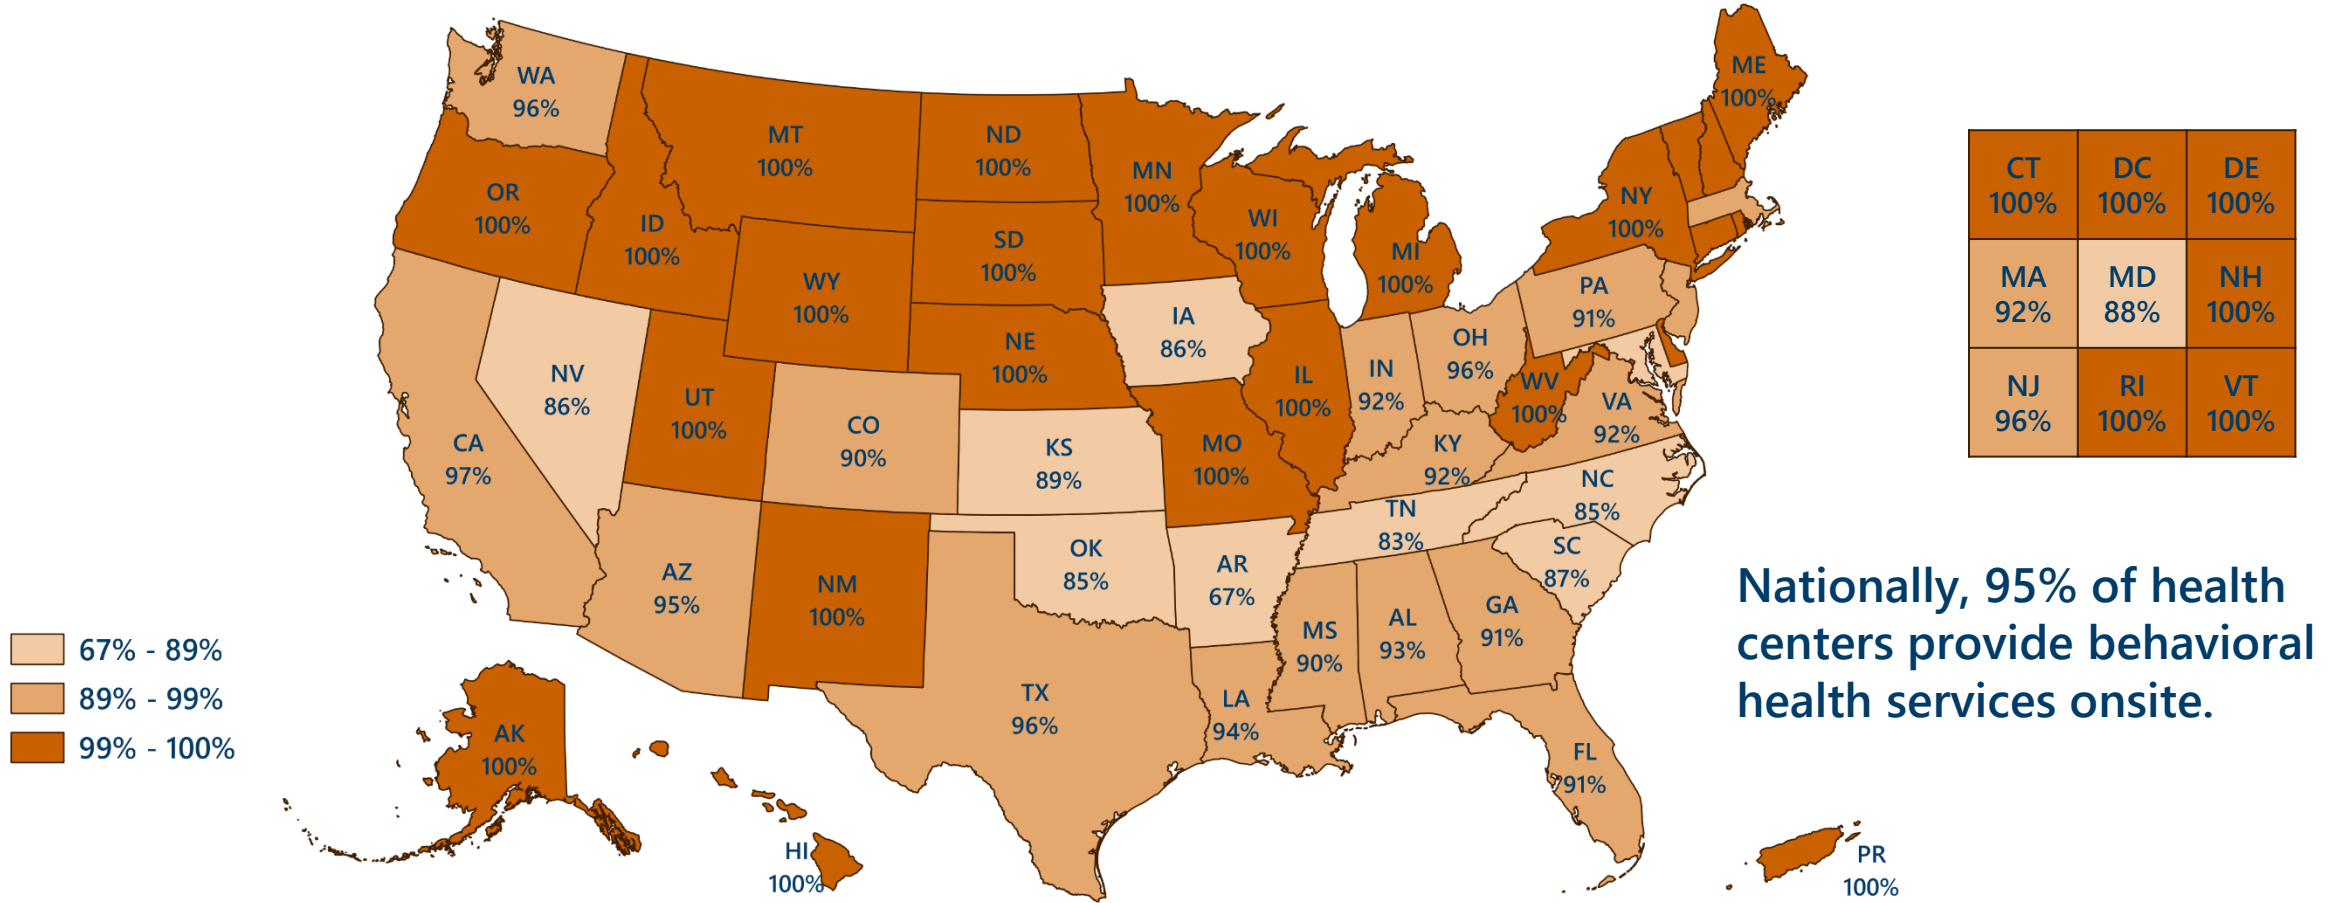 WA
96%
OR
100%
CA
97%
NV
86%
ID
100%
MT
100%
WY
100%
UT
100%
CO
90%
AZ
95%
NM
100%
ND
100%
SD
100%
NE
100%
KS
89%
OK
85%
TX
96%
MN
100%
IA
86%
MO
100%
AR
67%
LA
94%
WI
100%
IL
100%
MI
100%
IN
92%
OH
96%
KY
92%
TN
83%
MS
90%
AL
93%
GA
91%
FL
91%
SC
87%
NC
85%
VA
92%
WV
100%
PA
91%
NY
100%
ME
100%
AK
100%
HI
100%
PR
100%
CT
100%
DC
100%
DE
100%
MA
92%
MD
88%
NH
100%
NJ
96%
RI
100%
VT
100%
Nationally, 95% of health
centers provide behavioral
health services onsite.
67% - 89%
89% - 99%
99% - 100%